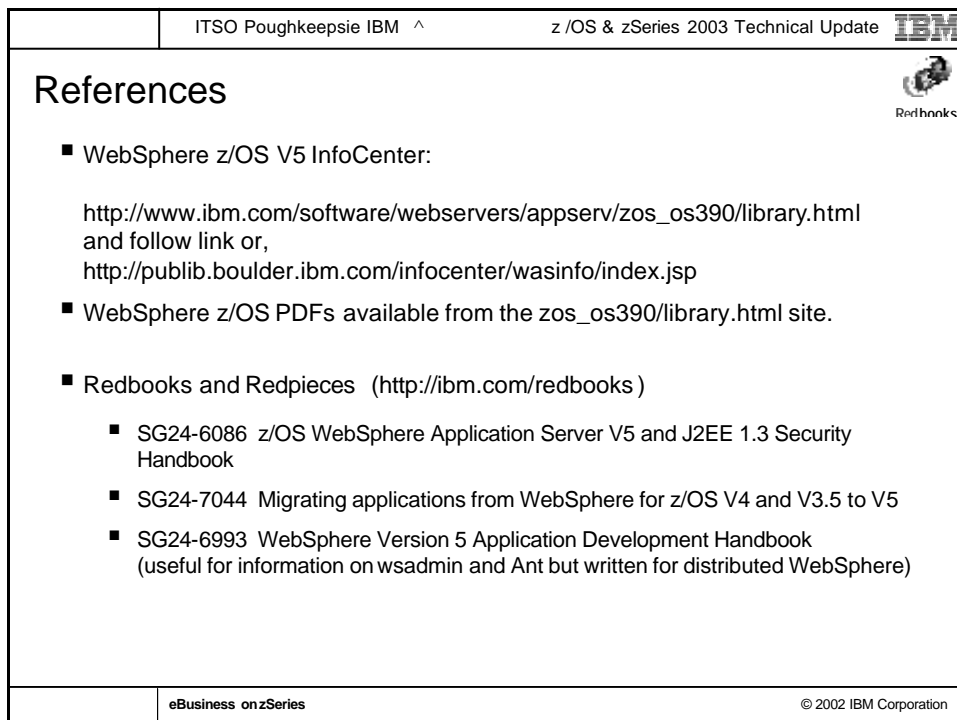 ITSO Poughkeepsie IBM ^ z /OS & zSeries 2003 Technical Update IBM
References
Redbooks
■ WebSphere z/OS V5 InfoCenter:
http://www.ibm.com/software/webservers/appserv/zos_os390/library.html
and follow link or,
http://publib.boulder.ibm.com/infocenter/wasinfo/index.jsp
■ WebSphere z/OS PDFs available from the zos_os390/library.html site.
■ Redbooks and Redpieces (http://ibm.com/redbooks )
■ SG24-6086 z/OS WebSphere Application Server V5 and J2EE 1.3 Security
Handbook
■ SG24-7044 Migrating applications from WebSphere for z/OS V4 and V3.5 to V5
■ SG24-6993 WebSphere Version 5 Application Development Handbook
(useful for information on wsadmin and Ant but written for distributed WebSphere)
eBusiness on zSeries © 2002 IBM Corporation